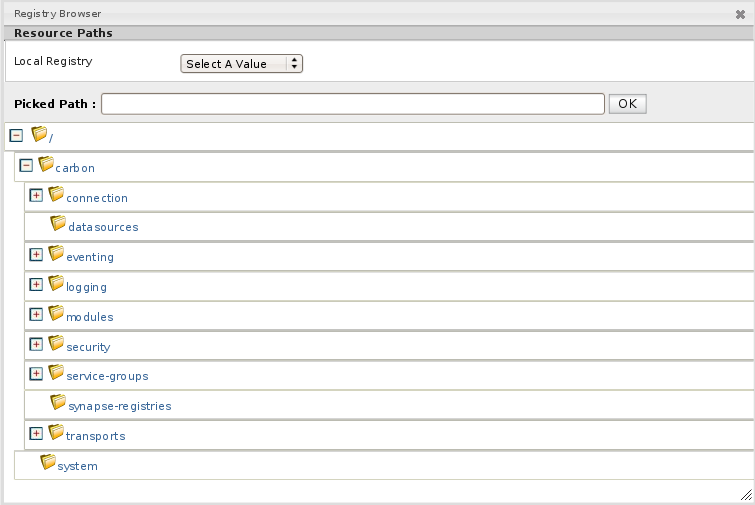 Registry Browser
Resource Paths
Local Registry Select A Value
Picked Path : OK
/
carbon
connection
datasources
eventing
logging
modules
security
service-groups
synapse-registries
transports
system